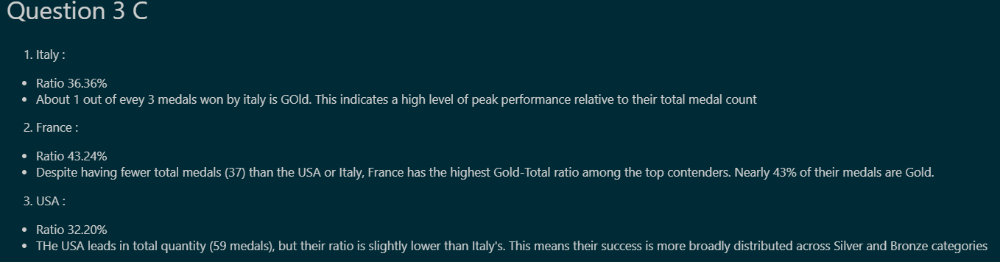 Question 3 C
1. Italy :
• Ratio 36.36%
• About 1 out of evey 3 medals won by italy is GOld. This indicates a high level of peak performance relative to their total medal count
2. France :
• Ratio 43.24%
• Despite having fewer total medals (37) than the USA or Italy, France has the highest Gold-Total ratio among the top contenders. Nearly 43% of their medals are Gold.
3. USA :
• Ratio 32.20%
• THe USA leads in total quantity (59 medals), but their ratio is slightly lower than Italy's. This means their success is more broadly distributed across Silver and Bronze categories